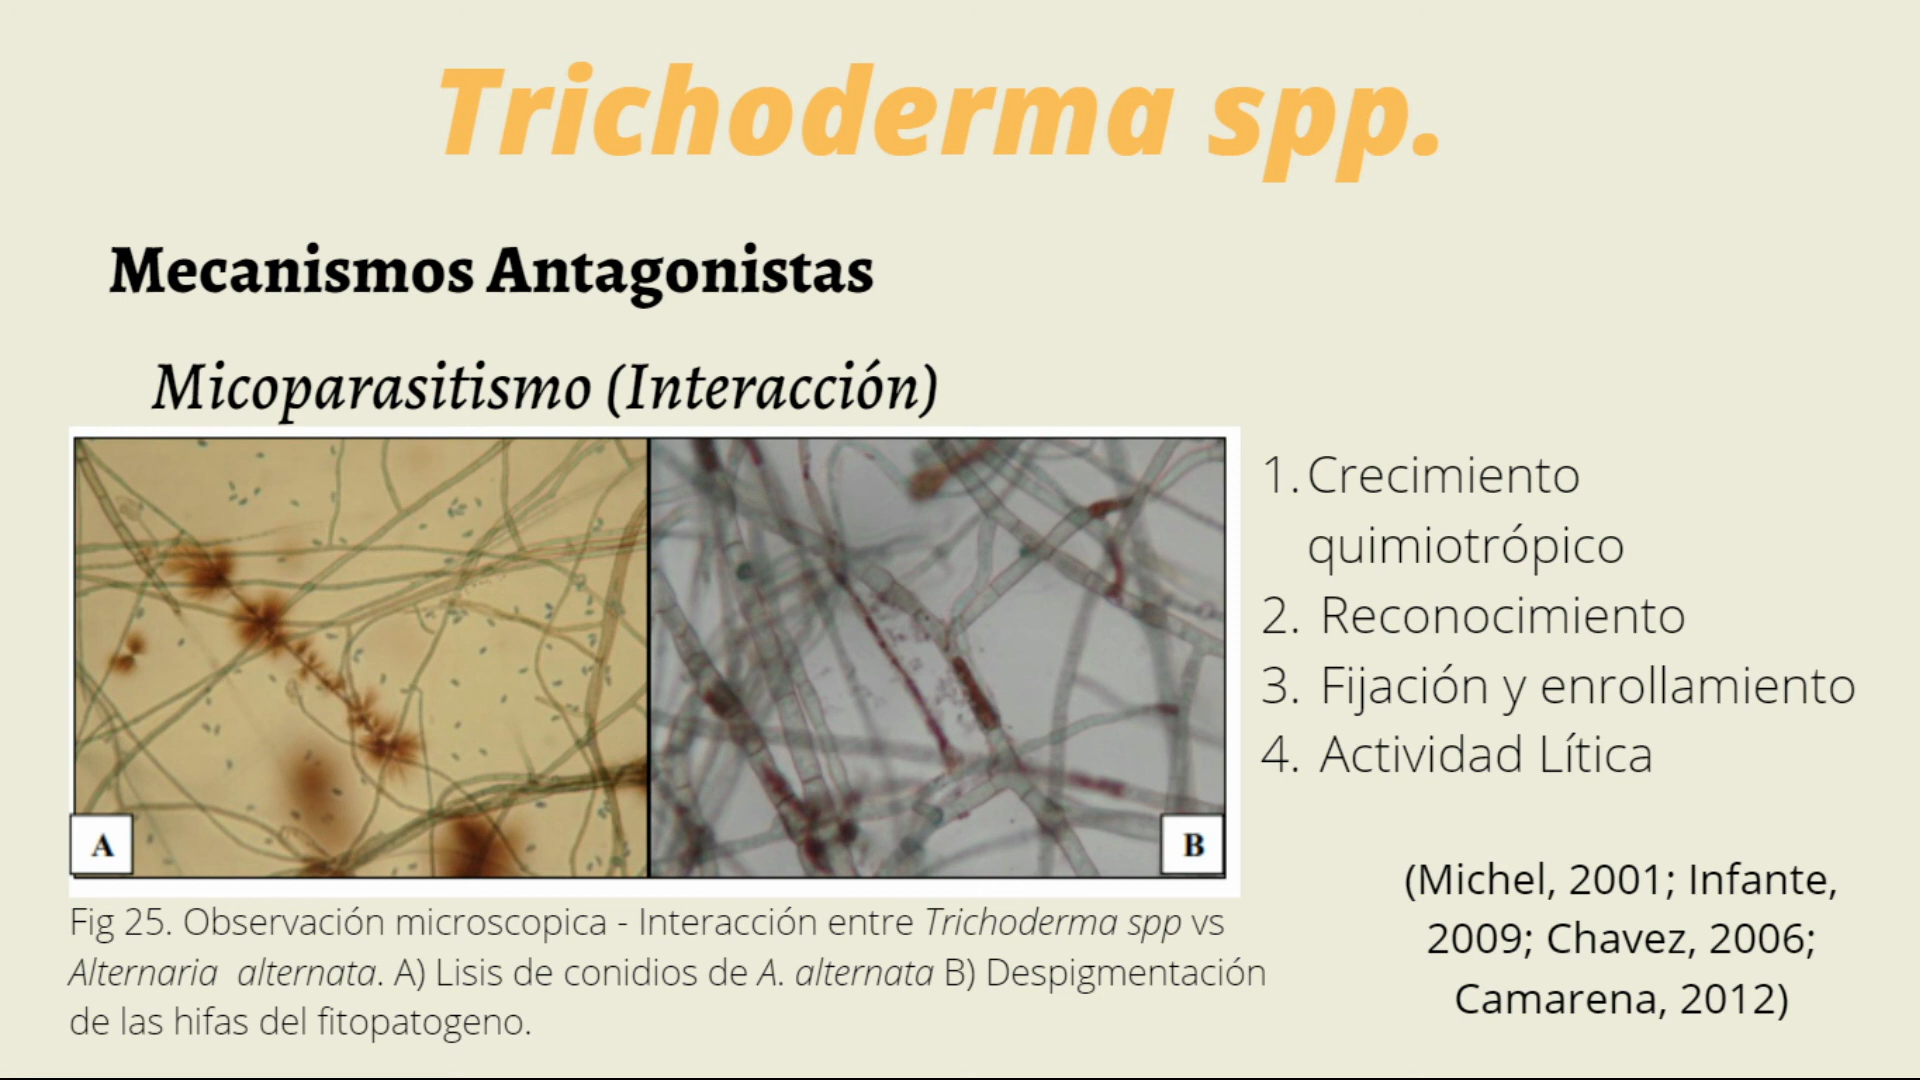 Trichoderma spp.
Mecanismos Antagonistas
Micoparasitismo (Interacción)
1. Crecimiento
quimiotrópico
2. Reconocimiento
3. Fijación y enrollamiento
4. Actividad Lítica
A
B
(Michel, 2001; Infante,
2009; Chavez, 2006;
Camarena, 2012)
Fig 25. Observación microscopica - Interacción entre Trichoderma spp vs
Alternaria alternata. A) Lisis de conidios de A. alternata B) Despigmentación
de las hifas del fitopatogeno.